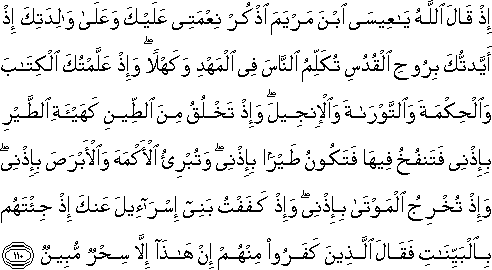 إِذْ قَالَ ٱللَّهُ يَـٰعِيسَى ٱبْنَ مَرْيَمَ ٱذْكُرْ نِعْمَتِى عَلَيْكَ وَعَلَىٰ وَٰلِدَتِكَ إِذْ
أَيَّدتُّكَ بِرُوحِ ٱلْقُدُسِ تُكَلِّمُ ٱلنَّاسَ فِى ٱلْمَهْدِ وَكَهْلًا ۖ وَإِذْ عَلَّمْتُكَ ٱلْكِتَـٰبَ
وَٱلْحِكْمَةَ وَٱلتَّوْرَىٰةَ وَٱلْإِنجِيلَ ۖ وَإِذْ تَخْلُقُ مِنَ ٱلطِّينِ كَهَيْـَٔةِ ٱلطَّيْرِ
بِإِذْنِى فَتَنفُخُ فِيهَا فَتَكُونُ طَيْرًۢا بِإِذْنِى ۖ وَتُبْرِئُ ٱلْأَكْمَهَ وَٱلْأَبْرَصَ بِإِذْنِى ۖ
وَإِذْ تُخْرِجُ ٱلْمَوْتَىٰ بِإِذْنِى ۖ وَإِذْ كَفَفْتُ بَنِىٓ إِسْرَٰٓءِيلَ عَنكَ إِذْ جِئْتَهُم
بِٱلْبَيِّنَـٰتِ فَقَالَ ٱلَّذِينَ كَفَرُوا۟ مِنْهُمْ إِنْ هَـٰذَآ إِلَّا سِحْرٌ مُّبِينٌ ١١٠